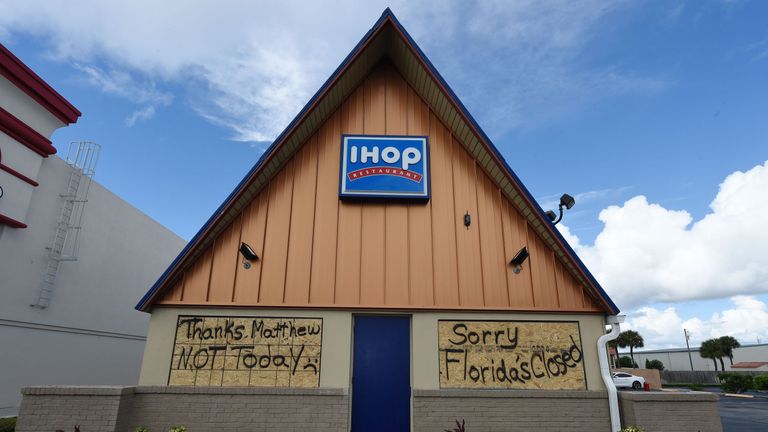 IHOP
RESTAURANT
Thanks Matthew
NOT TODAY
Sorry
Florida's Closed